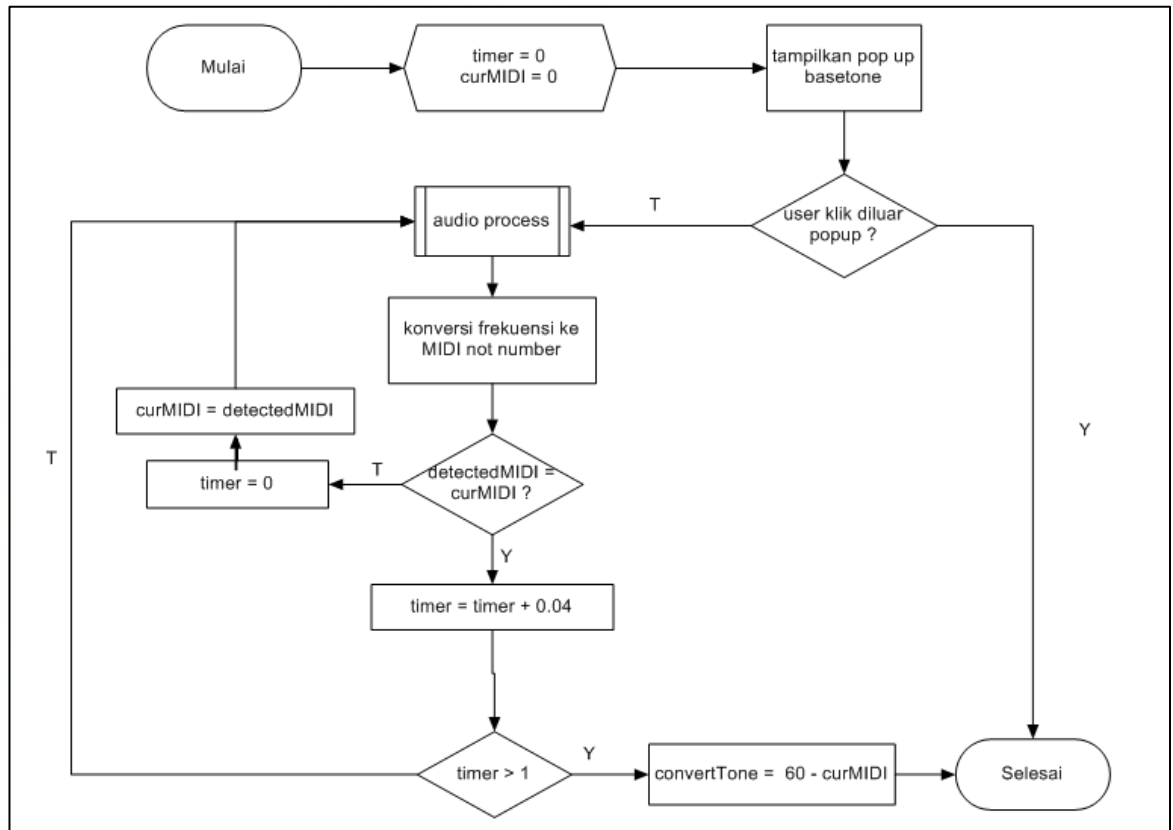 Mulai
timer = 0
curMIDI = 0
tampilkan pop up
basetone
user klik diluar
popup ?
T
Y
audio process
konversi frekuensi ke
MIDI not number
detectedMIDI =
curMIDI ?
T
timer = 0
curMIDI = detectedMIDI
Y
timer = timer + 0.04
timer > 1
T
Y
convertTone = 60 - curMIDI
Selesai